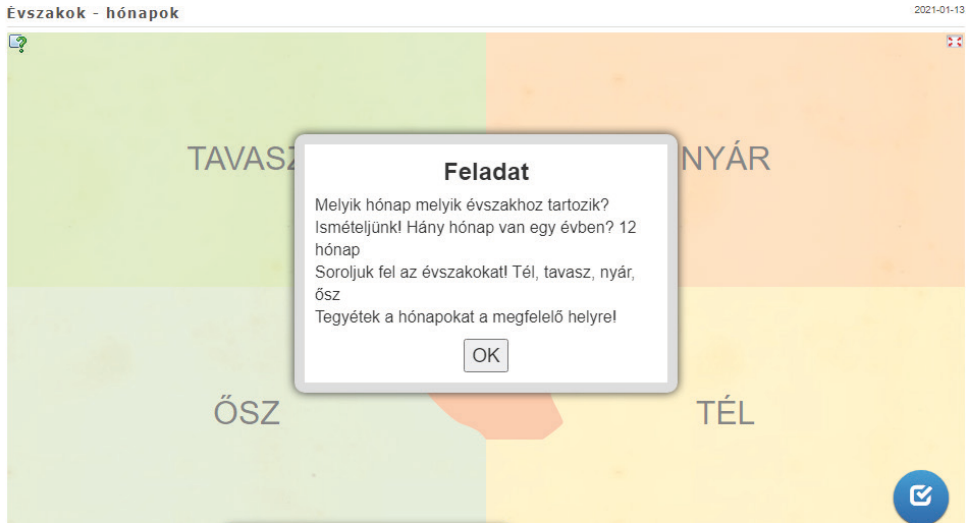 Évszakok - hónapok
2021-01-13
TAVASZ
NYÁR
Feladat
Melyik hónap melyik évszakhoz tartozik?
Ismételjünk! Hány hónap van egy évben? 12
hónap
Soroljuk fel az évszakokat! Tél, tavasz, nyár,
ősz
Tegyétek a hónapokat a megfelelő helyre!
OK
ŐSZ
TÉL